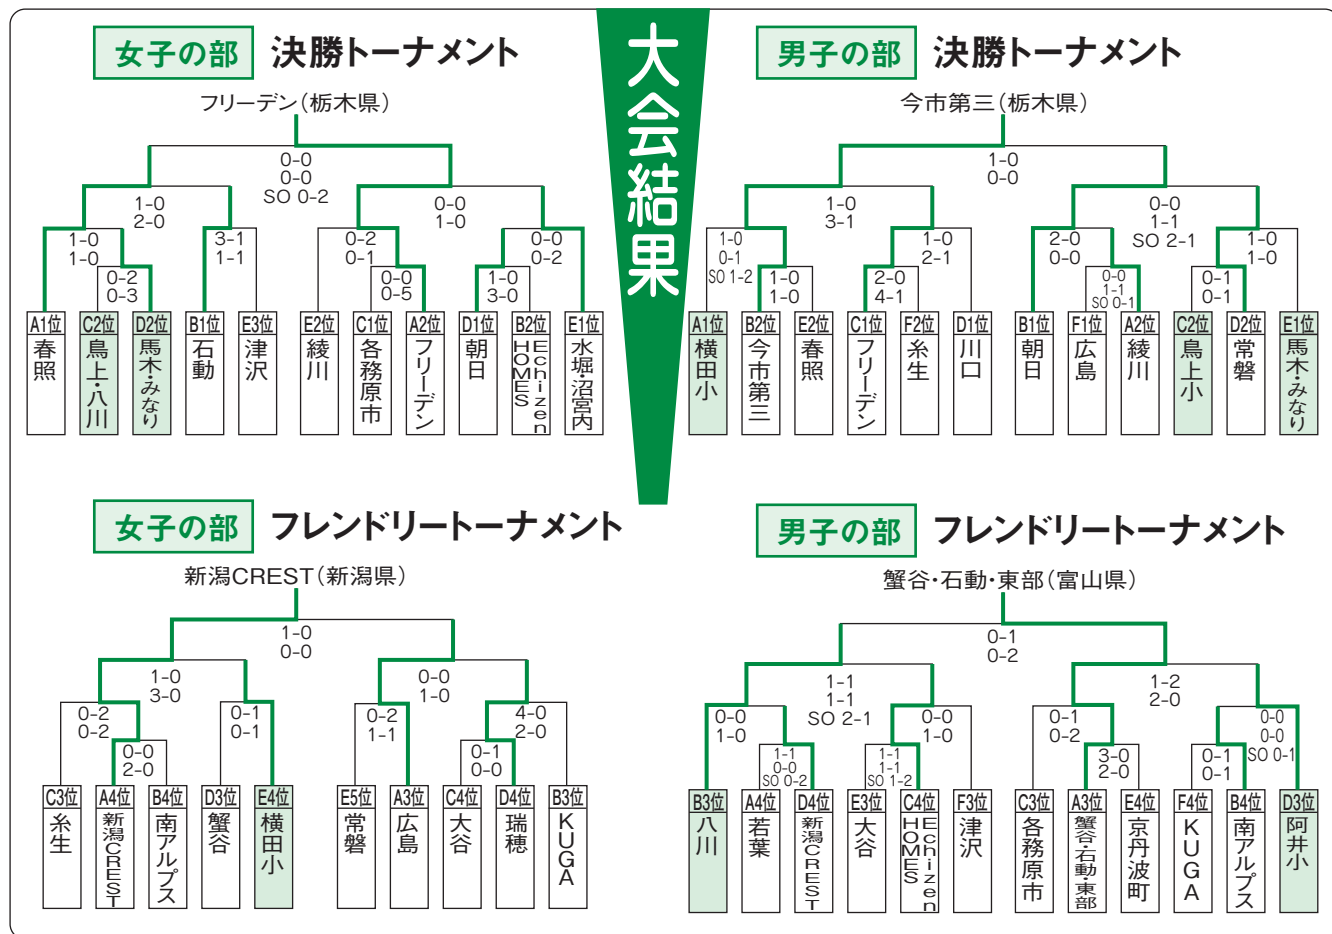 大会結果
女子の部 決勝トーナメント
フリーデン(栃木県)
0-0
0-0
SO 0-2
1-0
2-0
0-0
1-0
1-0
1-0
3-1
1-1
0-2
0-1
0-0
0-2
0-2
0-3
0-0
0-5
1-0
3-0
A1位 春照
C2位 鳥上・八川
D2位 馬木・みなり
B1位 石動
E3位 津沢
E2位 綾川
C1位 各務原市
A2位 フリーデン
D1位 朝日
B2位 Echizen HOMES
E1位 水堀・沼宮内
男子の部 決勝トーナメント
今市第三(栃木県)
1-0
0-0
1-0
3-1
0-0
1-1
SO 2-1
1-0
0-1
SO 1-2
1-0
2-1
2-0
0-0
1-0
1-0
1-0
1-0
2-0
4-1
0-0
1-1
SO 0-1
0-1
0-1
A1位 横田小
B2位 今市第三
E2位 春照
C1位 フリーデン
F2位 糸生
D1位 川口
B1位 朝日
F1位 広島
A2位 綾川
C2位 鳥上小
D2位 常磐
E1位 馬木・みなり
女子の部 フレンドリートーナメント
新潟CREST(新潟県)
1-0
0-0
1-0
3-0
0-0
1-0
0-2
0-2
0-1
0-1
0-2
1-1
4-0
2-0
0-0
2-0
0-1
0-0
C3位 糸生
A4位 新潟CREST
B4位 南アルプス
D3位 蟹谷
E4位 横田小
E5位 常磐
A3位 広島
C4位 大谷
D4位 瑞穂
B3位 KUGA
男子の部 フレンドリートーナメント
蟹谷・石動・東部(富山県)
0-1
0-2
1-1
1-1
SO 2-1
1-2
2-0
0-0
1-0
0-0
1-0
0-1
0-2
0-0
0-0
SO 0-1
1-1
0-0
SO 0-2
1-1
1-1
SO 1-2
3-0
2-0
0-1
0-1
B3位 八川
A4位 若葉
D4位 新潟CREST
E3位 大谷
C4位 Echizen HOMES
F3位 津沢
C3位 各務原市
A3位 蟹谷・石動・東部
E4位 京丹波町
F4位 KUGA
B4位 南アルプス
D3位 阿井小